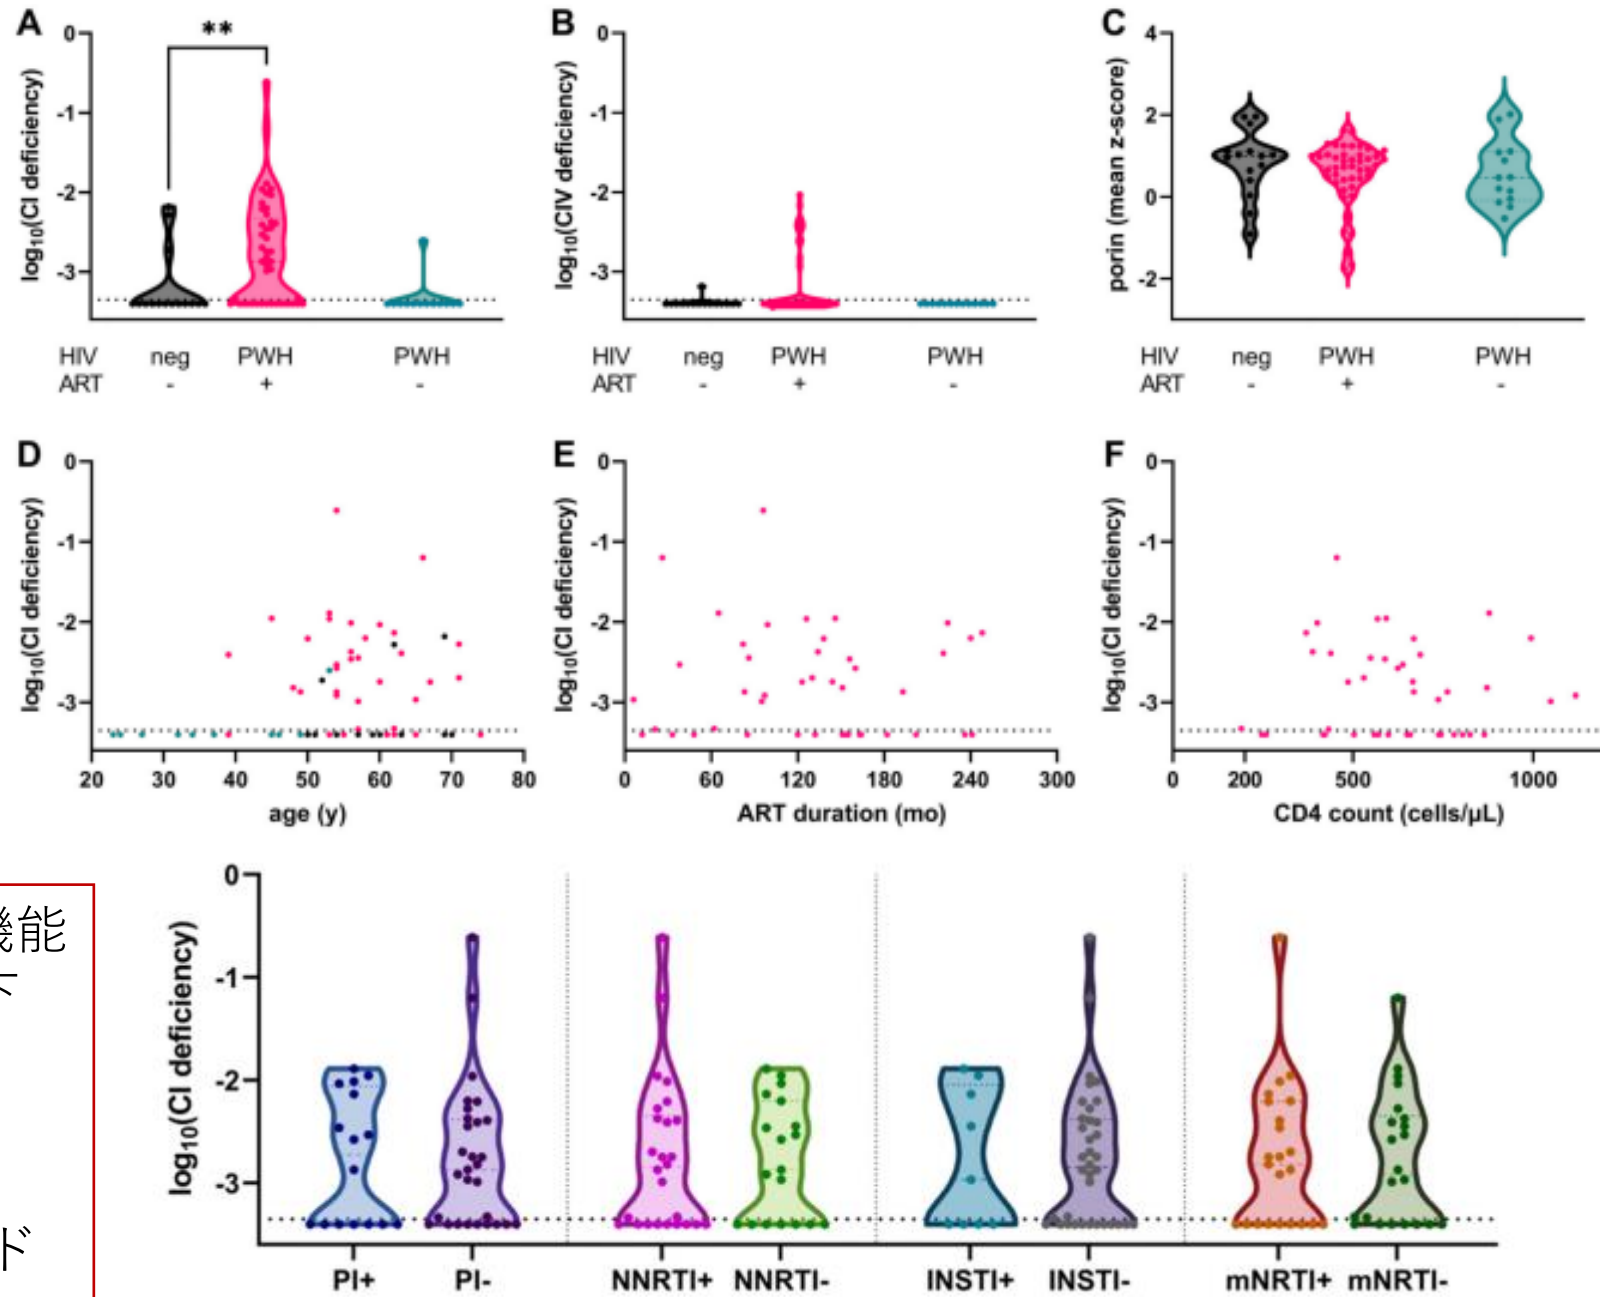 A
**
0
-1
-2
-3
log10(CI deficiency)
HIV neg PWH PWH
ART - + -
B
0
-1
-2
-3
log10(CIV deficiency)
HIV neg PWH PWH
ART - + -
C
4
2
0
-2
porin (mean z-score)
HIV neg PWH PWH
ART - + -
D
0
-1
-2
-3
log10(CI deficiency)
20 30 40 50 60 70 80
age (y)
E
0
-1
-2
-3
log10(CI deficiency)
0 60 120 180 240 300
ART duration (mo)
F
0
-1
-2
-3
log10(CI deficiency)
0 200 500 1000
CD4 count (cells/μL)
機能
ド
0
-1
-2
-3
log10(CI deficiency)
PI+ PI- NNRTI+ NNRTI- INSTI+ INSTI- mNRTI+ mNRTI-